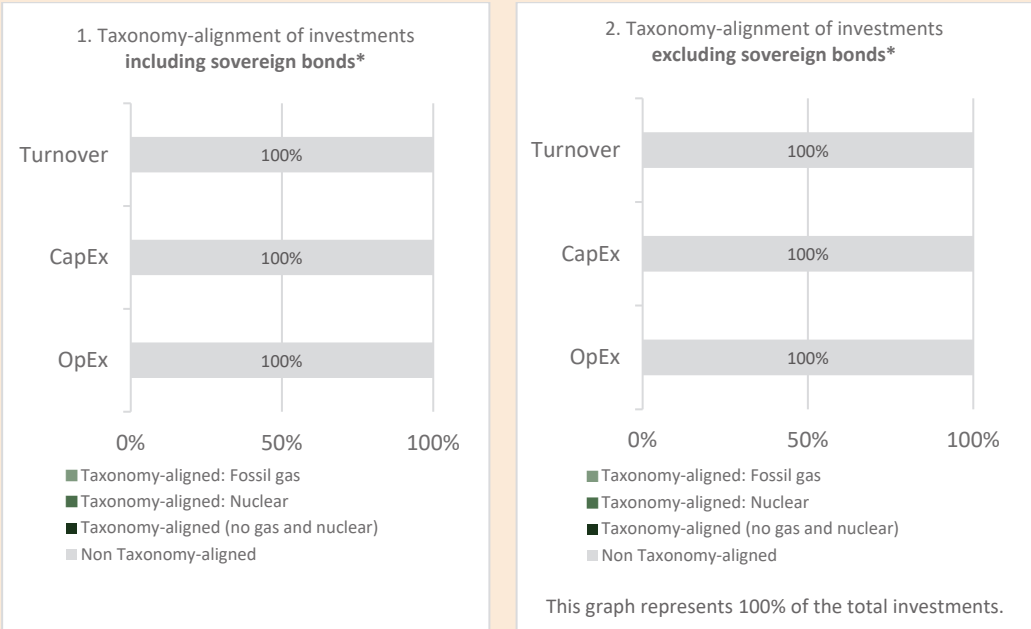 1. Taxonomy-alignment of investments
including sovereign bonds*
Turnover
100%
CapEx
100%
OpEx
100%
0%
50%
100%
Taxonomy-aligned: Fossil gas
Taxonomy-aligned: Nuclear
Taxonomy-aligned (no gas and nuclear)
Non Taxonomy-aligned
2. Taxonomy-alignment of investments
excluding sovereign bonds*
Turnover
100%
CapEx
100%
OpEx
100%
0%
50%
100%
Taxonomy-aligned: Fossil gas
Taxonomy-aligned: Nuclear
Taxonomy-aligned (no gas and nuclear)
Non Taxonomy-aligned
This graph represents 100% of the total investments.